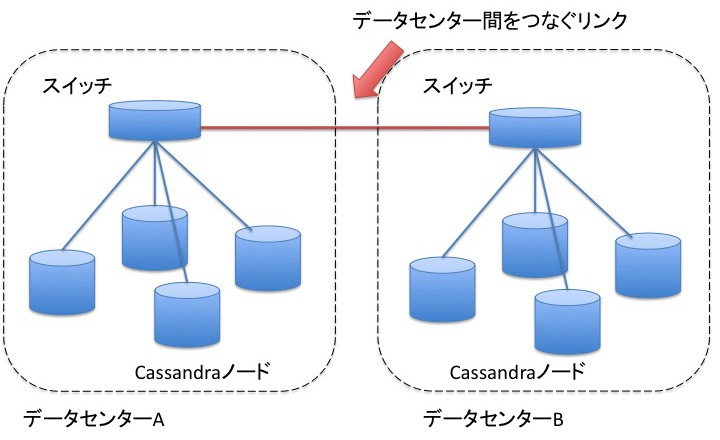 データセンター間をつなぐリンク
スイッチ
スイッチ
Cassandraノード
Cassandraノード
データセンターA
データセンターB